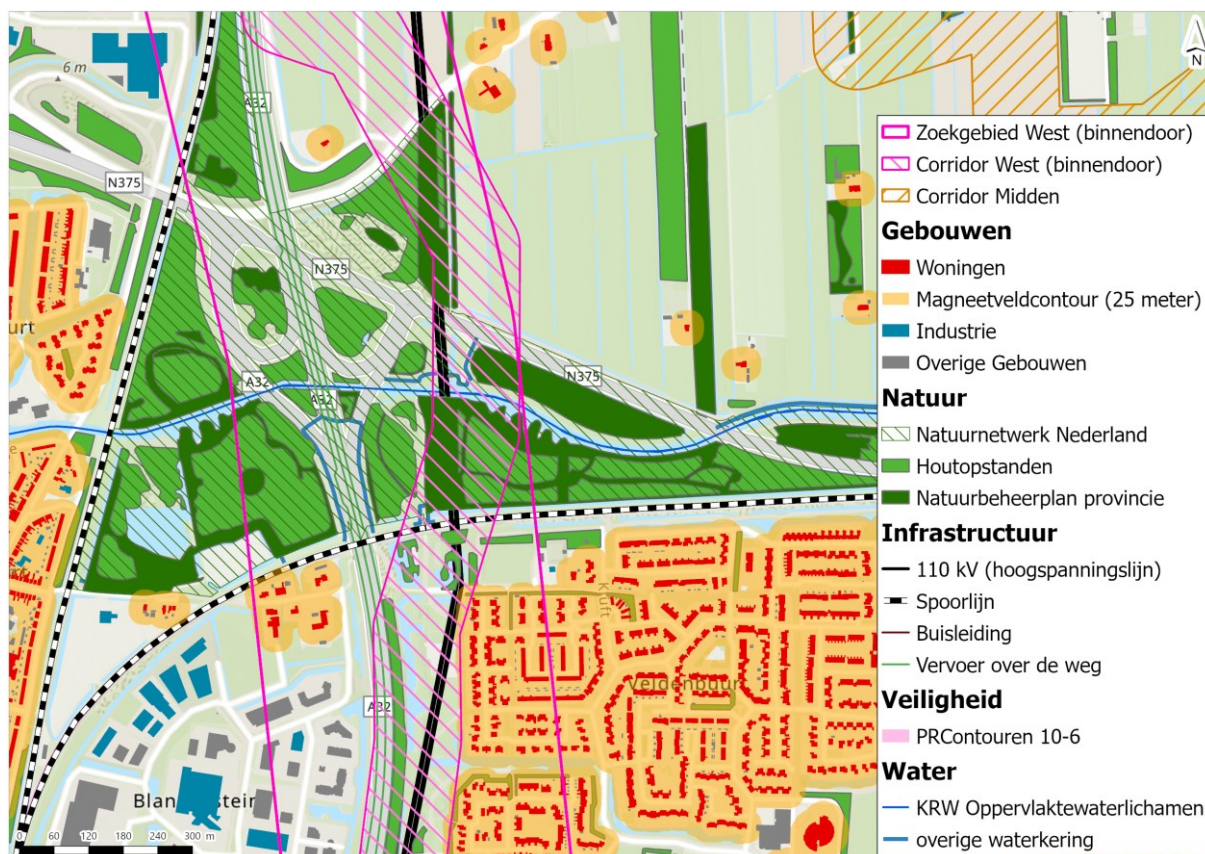 6 m
A32
N375
N375
A32
A32
N375
Kluft
A32
0 60 120 180 240 300 m
N
Zoekgebied West (binnendoor)
Corridor West (binnendoor)
Corridor Midden
Gebouwen
Woningen
Magneetveldcontour (25 meter)
Industrie
Overige Gebouwen
Natuur
Natuurnetwerk Nederland
Houtopstanden
Natuurbeheerplan provincie
Infrastructuur
110 kV (hoogspanningslijn)
Spoorlijn
Buisleiding
Vervoer over de weg
Veiligheid
PRContouren 10-6
Water
KRW Oppervlaktewaterlichamen
overige waterkering